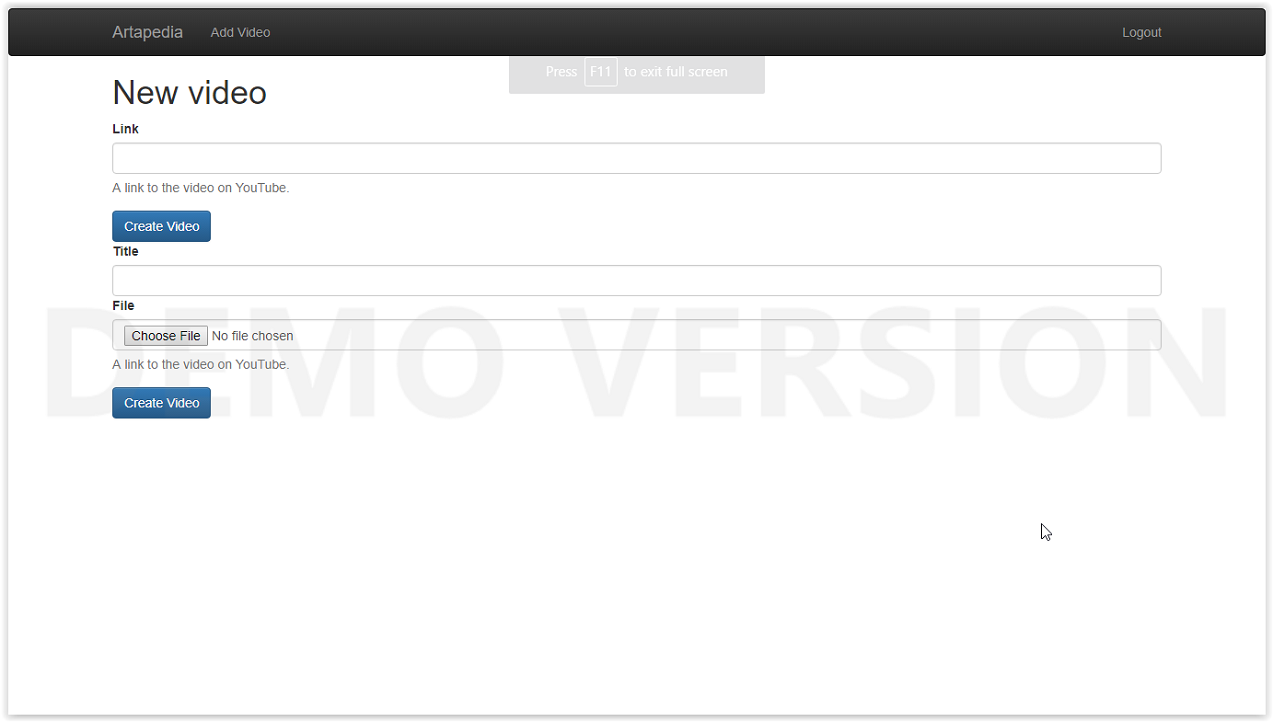 Artapedia Add Video Logout
Press F11 to exit full screen
New video
Link
A link to the video on YouTube.
Create Video
Title
File
Choose File No file chosen
DEMO VERSION
A link to the video on YouTube.
Create Video